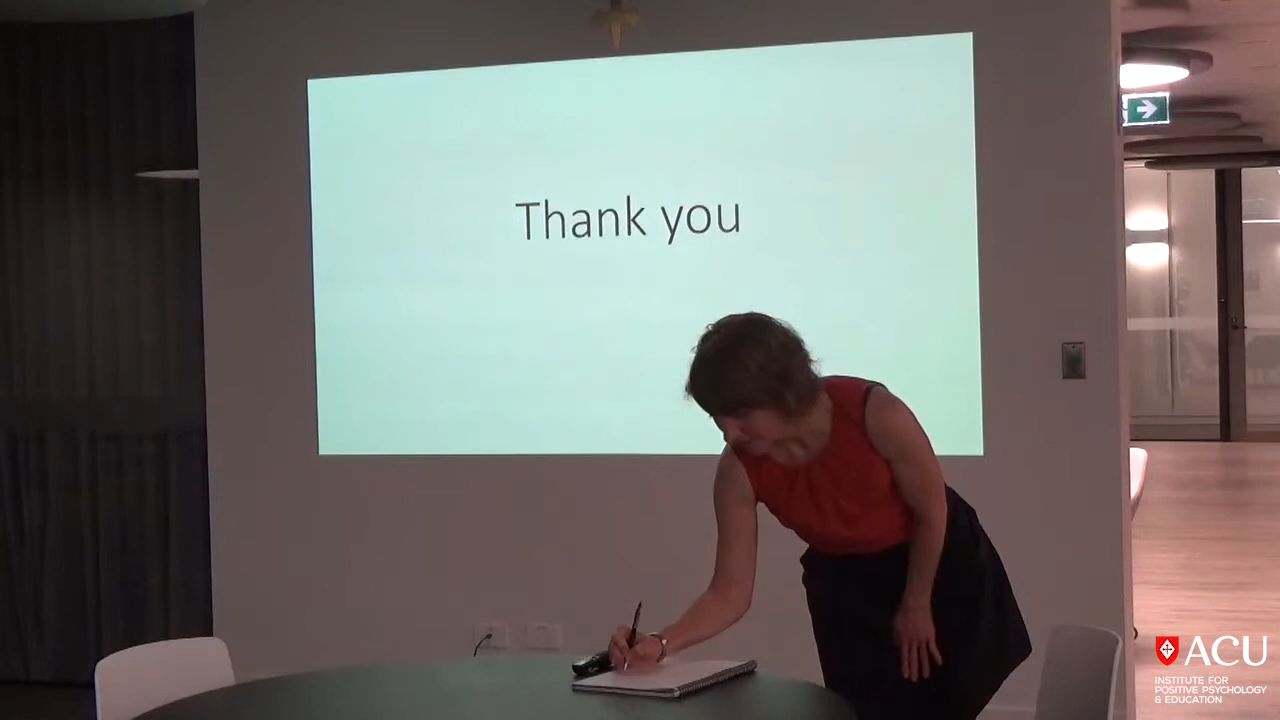 Thank you
ACU
INSTITUTE FOR
POSITIVE PSYCHOLOGY
& EDUCATION